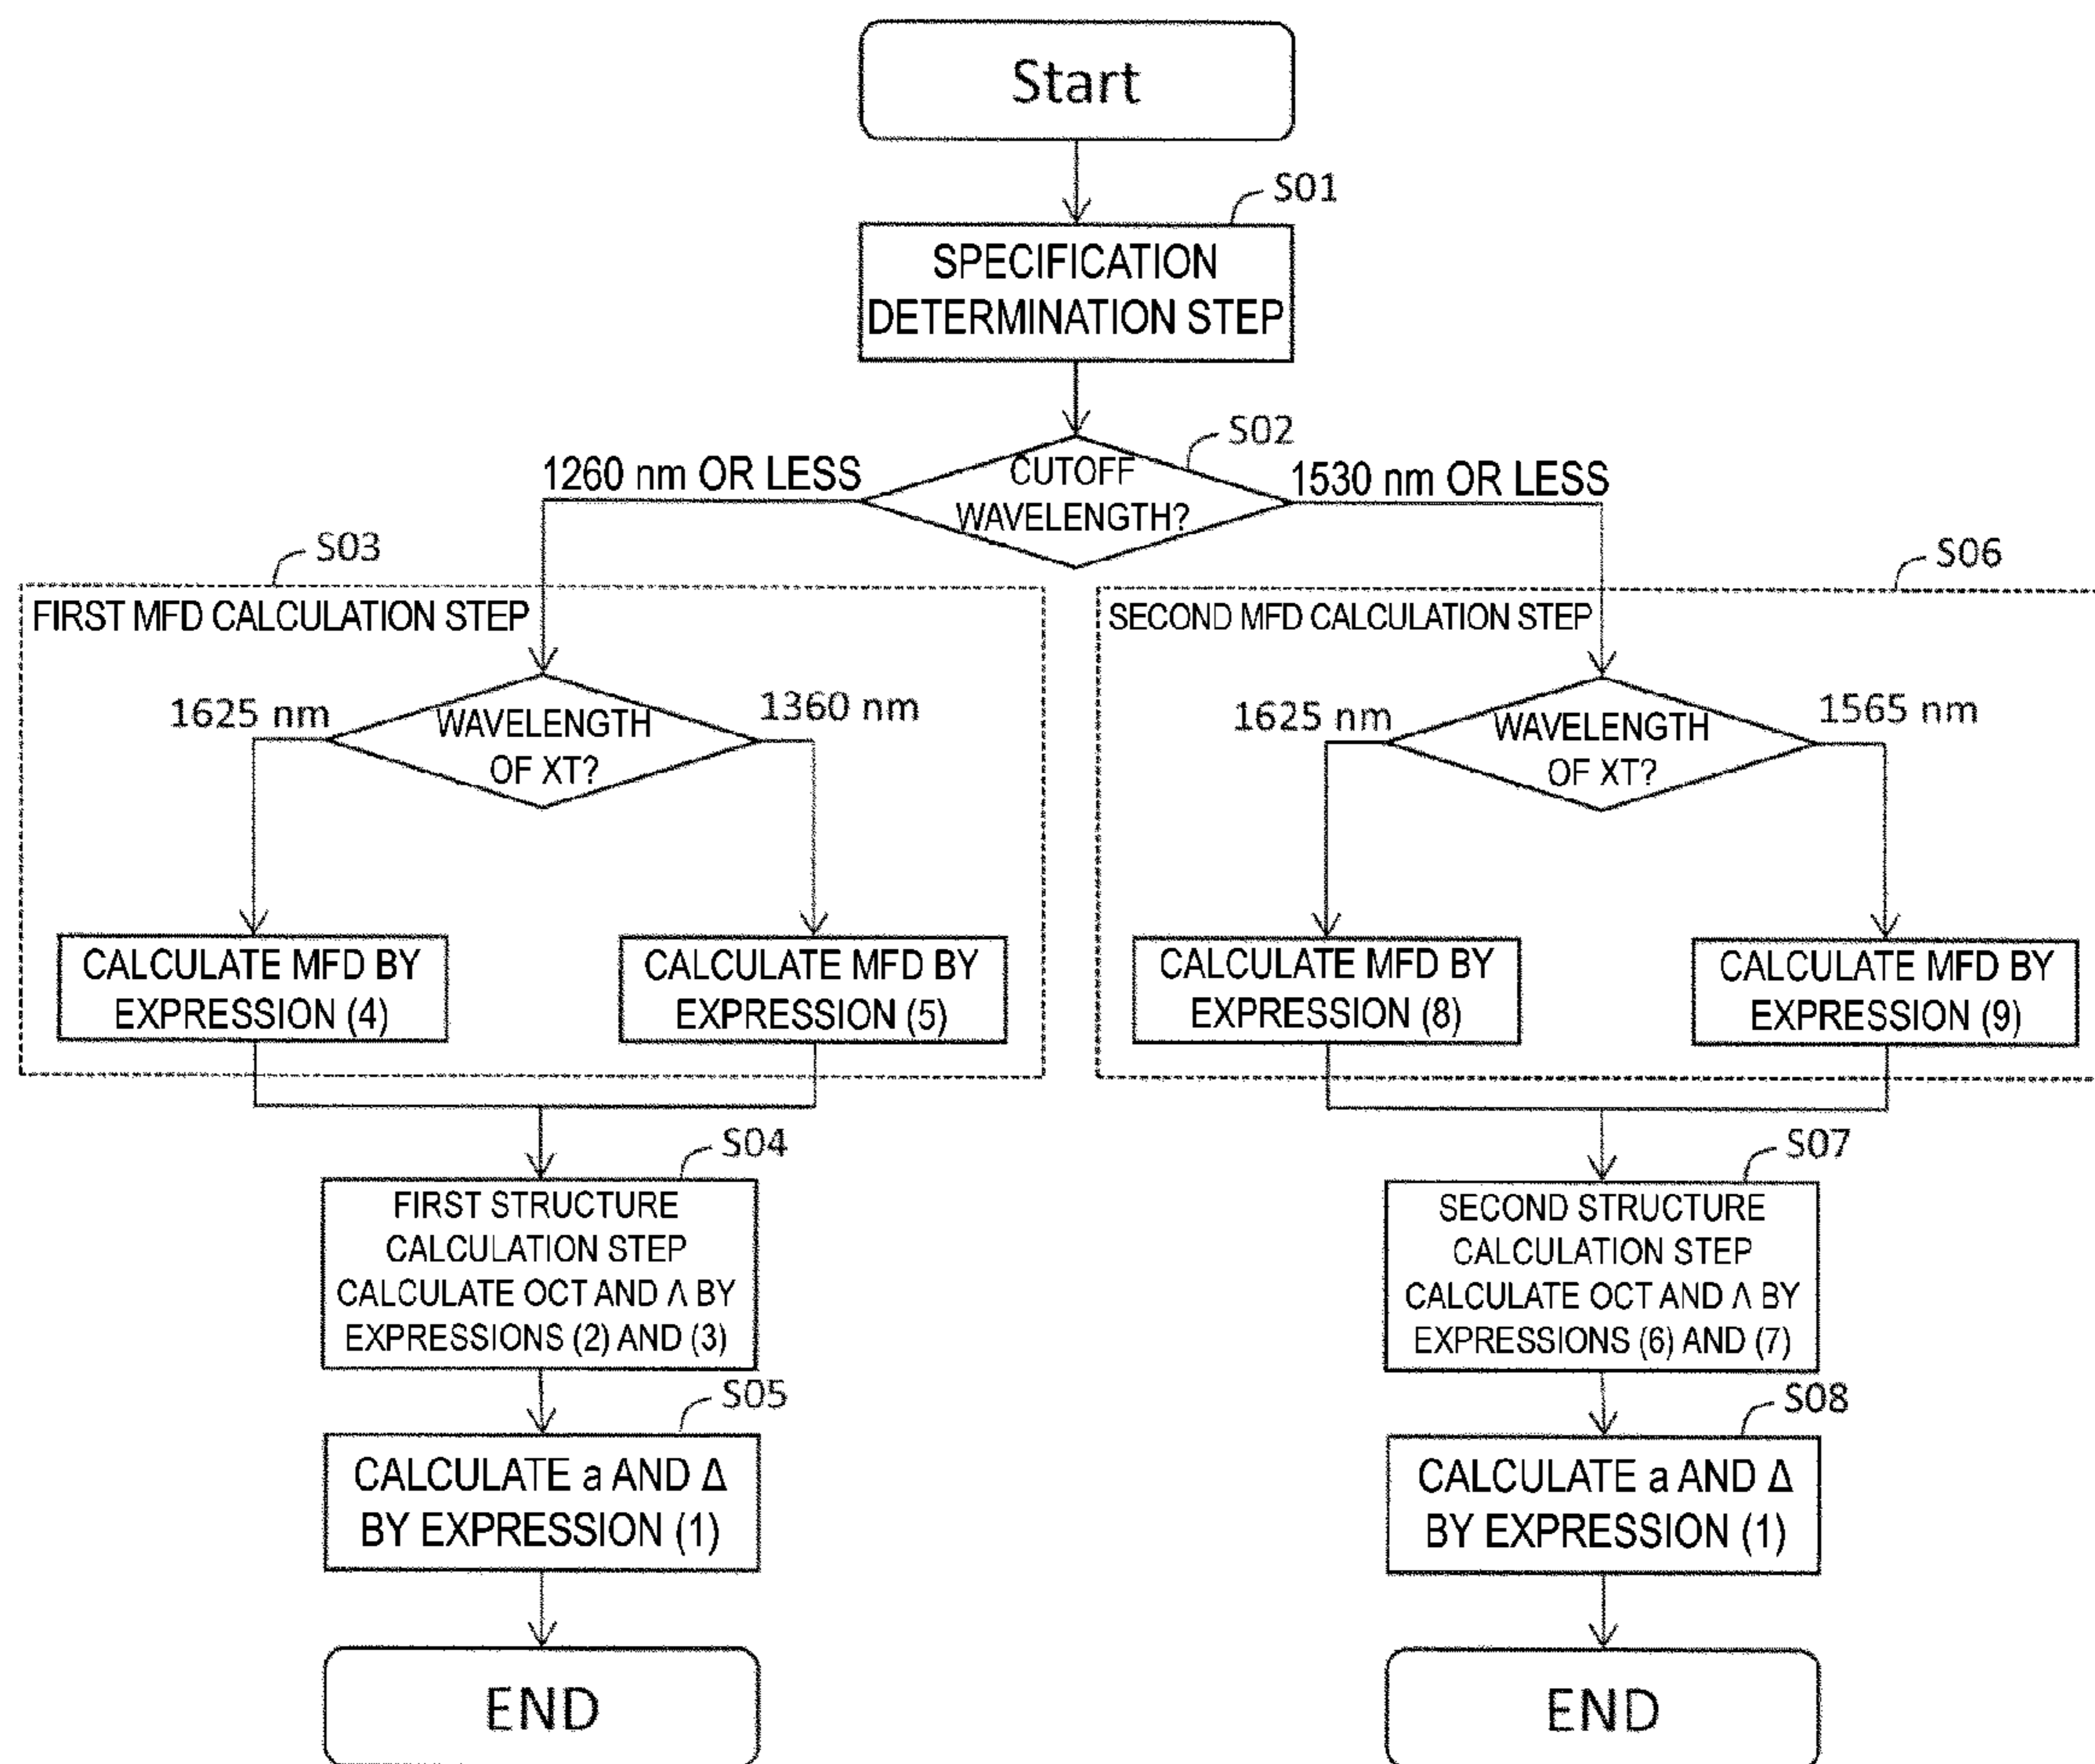 Start
S01
SPECIFICATION
DETERMINATION STEP
S02
1260 nm OR LESS
CUTOFF
WAVELENGTH?
1530 nm OR LESS
S03
FIRST MFD CALCULATION STEP
1625 nm
WAVELENGTH
OF XT?
1360 nm
CALCULATE MFD BY
EXPRESSION (4)
CALCULATE MFD BY
EXPRESSION (5)
S04
FIRST STRUCTURE
CALCULATION STEP
CALCULATE OCT AND Λ BY
EXPRESSIONS (2) AND (3)
S05
CALCULATE a AND Δ
BY EXPRESSION (1)
END
S06
SECOND MFD CALCULATION STEP
1625 nm
WAVELENGTH
OF XT?
1565 nm
CALCULATE MFD BY
EXPRESSION (8)
CALCULATE MFD BY
EXPRESSION (9)
S07
SECOND STRUCTURE
CALCULATION STEP
CALCULATE OCT AND Λ BY
EXPRESSIONS (6) AND (7)
S08
CALCULATE a AND Δ
BY EXPRESSION (1)
END